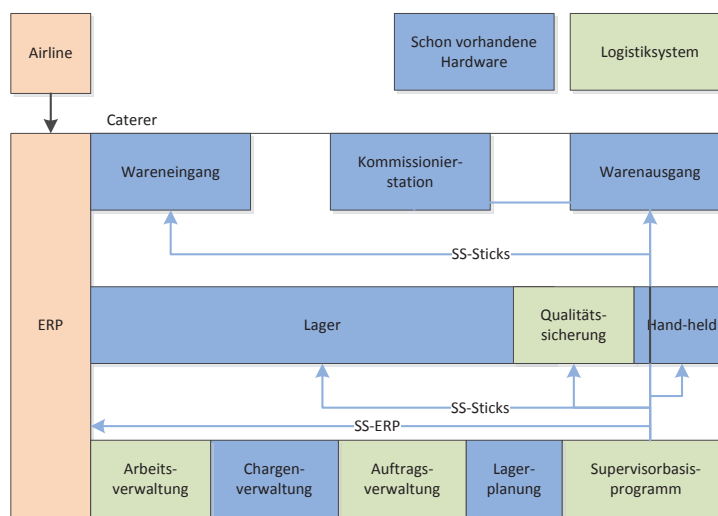 Airline
Schon vorhandene
Hardware
Logistiksystem
Caterer
Wareneingang
Kommissionier-
station
Warenausgang
SS-Sticks
ERP
Lager
Qualitäts-
sicherung
Hand-held
SS-Sticks
SS-ERP
Arbeits-
verwaltung
Chargen-
verwaltung
Auftrags-
verwaltung
Lager-
planung
Supervisorbasis-
programm